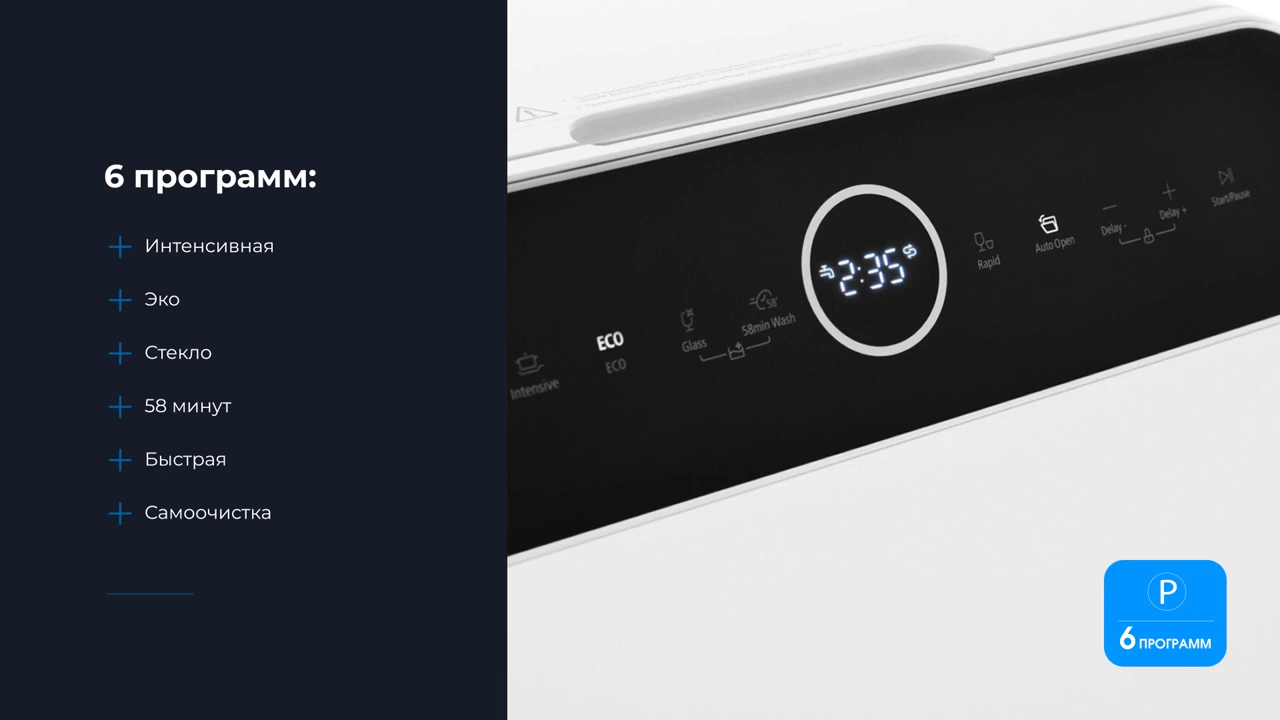 6 программ:
Интенсивная
Эко
Стекло
58 минут
Быстрая
Самоочистка
Intensive
ECO
ECO
Glass
58'
58min Wash
2:35
Rapid
Auto Open
Delay -
Delay +
Start/Pause
P
6 ПРОГРАММ